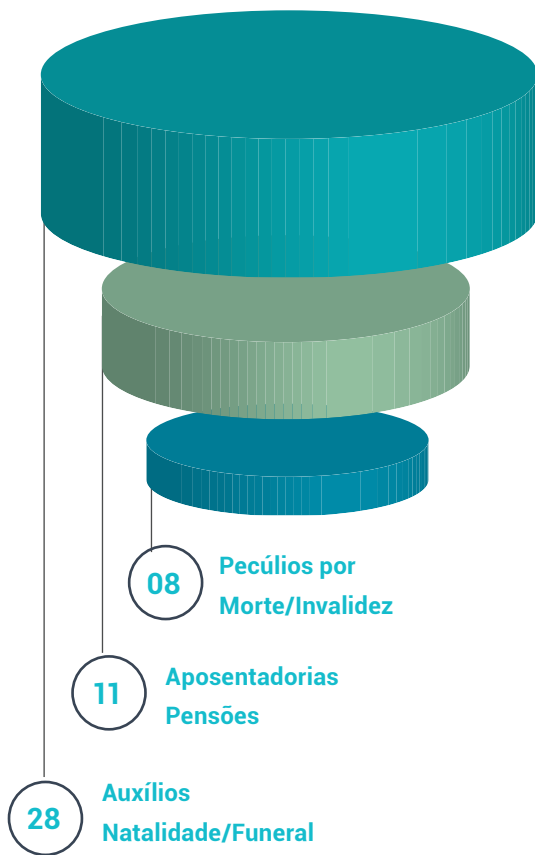 08
Pecúlios por
Morte/Invalidez
11
Aposentadorias
Pensões
28
Auxílios
Natalidade/Funeral